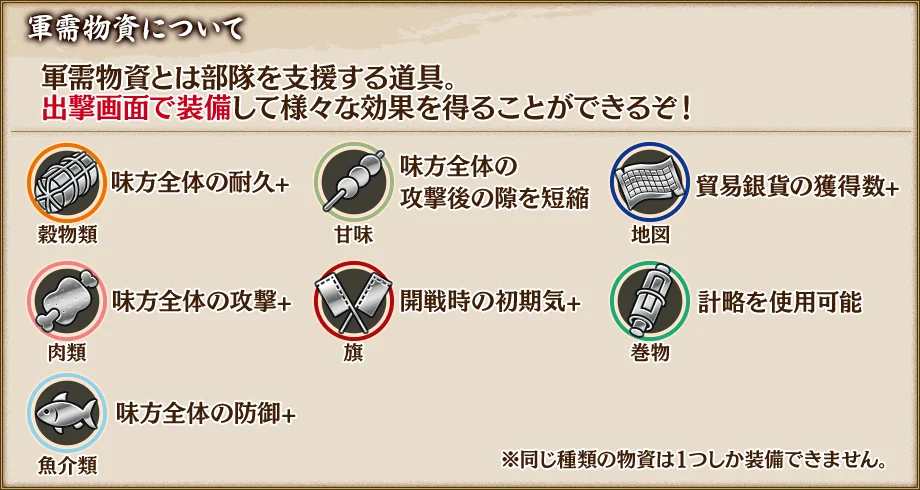 軍需物資について
軍需物資とは部隊を支援する道具。
出撃画面で装備して様々な効果を得ることができるぞ！
穀物類
味方全体の耐久+
甘味
味方全体の
攻撃後の隙を短縮
地図
貿易銀貨の獲得数+
肉類
味方全体の攻撃+
旗
開戦時の初期気+
巻物
計略を使用可能
魚介類
味方全体の防御+
※同じ種類の物資は1つしか装備できません。